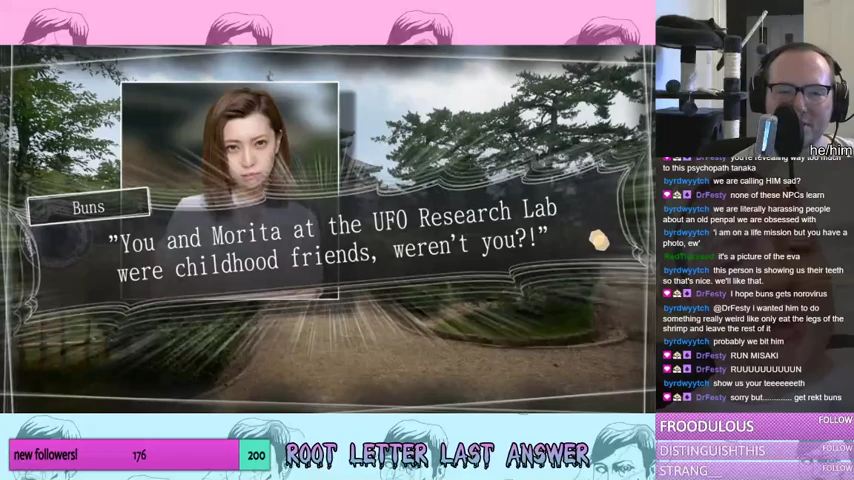 Buns
"You and Morita at the UFO Research Lab
were childhood friends, weren't you?!"
he/him
DrFesty you're revealing way too much
to this psychopath tanaka
byrdwyytch we are calling HIM sad?
DrFesty none of these NPCs learn
byrdwyytch we are literally harassing people
about an old penpal we are obsessed with
byrdwyytch 'i am on a life mission but you have a
photo, ew'
it's a picture of the eva
byrdwyytch this person is showing us their teeth
so that's nice. we'll like that.
DrFesty I hope buns gets norovirus
byrdwyytch @DrFesty i wanted him to do
something really weird like only eat the legs of the
shrimp and leave the rest of it
byrdwyytch probably we bit him
DrFesty RUN MISAKI
DrFesty RUUUUUUUUUN
byrdwyytch show us your teeeeeeeth
DrFesty sorry but............. get rekt buns
FROODULOUS FOLLOW
DISTINGUISHTHIS FOLLOW
STRANG__ FOLLOW
new followers! 176 200
ROOT LETTER LAST ANSWER